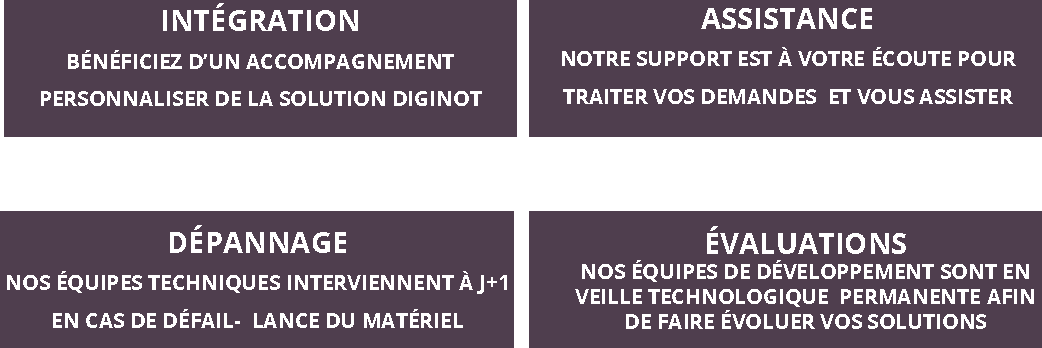 INTÉGRATION
BÉNÉFICIEZ D’UN ACCOMPAGNEMENT
PERSONNALISER DE LA SOLUTION DIGINOT
ASSISTANCE
NOTRE SUPPORT EST À VOTRE ÉCOUTE POUR
TRAITER VOS DEMANDES  ET VOUS ASSISTER
DÉPANNAGE
NOS ÉQUIPES TECHNIQUES INTERVIENNENT À J+1
EN CAS DE DÉFAIL-  LANCE DU MATÉRIEL
ÉVALUATIONS
NOS ÉQUIPES DE DÉVELOPPEMENT SONT EN
VEILLE TECHNOLOGIQUE  PERMANENTE AFIN
DE FAIRE ÉVOLUER VOS SOLUTIONS